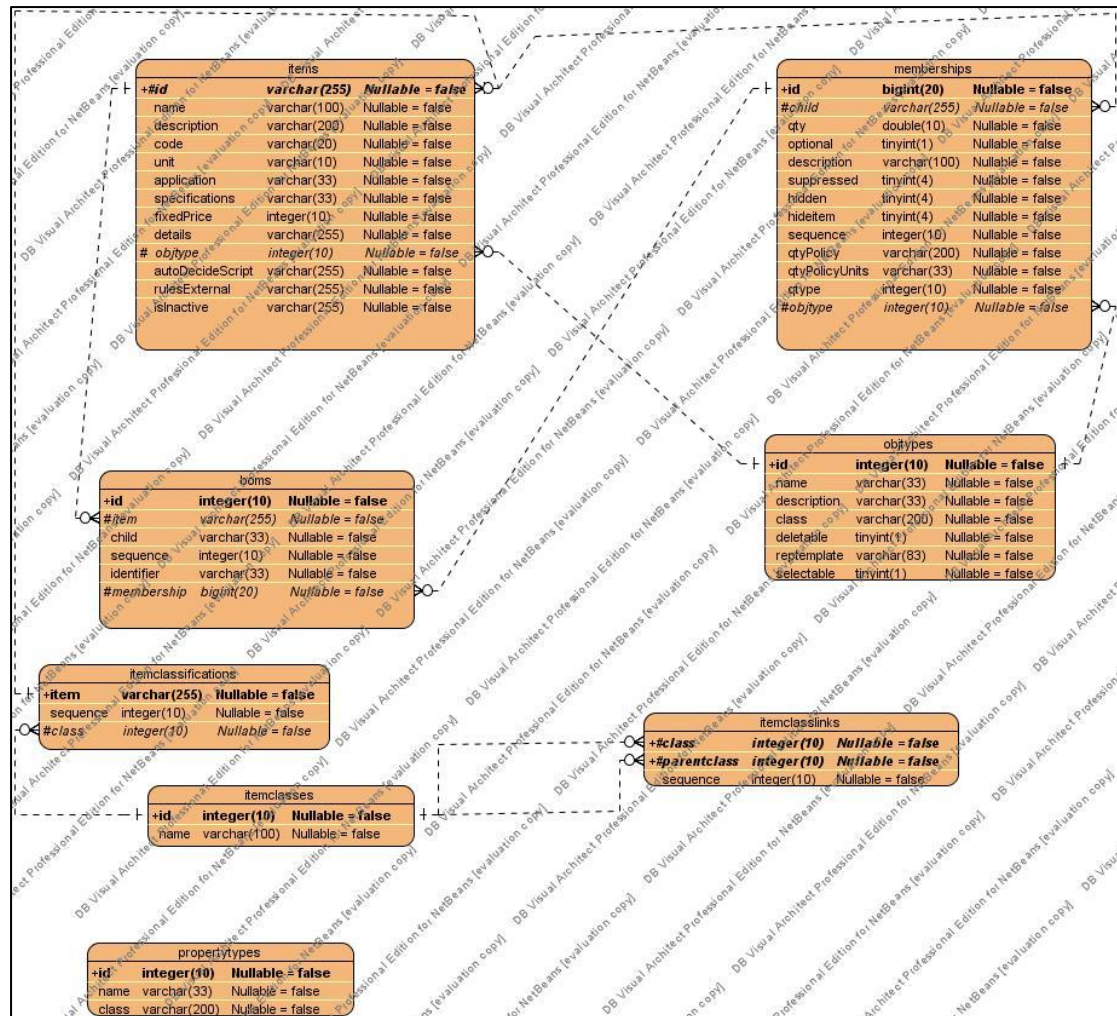 items
+#id varchar(255) Nullable = false
name varchar(100) Nullable = false
description varchar(200) Nullable = false
code varchar(20) Nullable = false
unit varchar(10) Nullable = false
application varchar(33) Nullable = false
specifications varchar(33) Nullable = false
fixedPrice integer(10) Nullable = false
details varchar(255) Nullable = false
# objtype integer(10) Nullable = false
autoDecideScript varchar(255) Nullable = false
rulesExternal varchar(255) Nullable = false
isInactive varchar(255) Nullable = false
memberships
+id bigint(20) Nullable = false
#child varchar(255) Nullable = false
qty double(10) Nullable = false
optional tinyint(1) Nullable = false
description varchar(100) Nullable = false
suppressed tinyint(4) Nullable = false
hidden tinyint(4) Nullable = false
hideitem tinyint(4) Nullable = false
sequence integer(10) Nullable = false
qtyPolicy varchar(200) Nullable = false
qtyPolicyUnits varchar(33) Nullable = false
qtype integer(10) Nullable = false
#objtype integer(10) Nullable = false
objtypes
+id integer(10) Nullable = false
name varchar(33) Nullable = false
description varchar(33) Nullable = false
class varchar(200) Nullable = false
deletable tinyint(1) Nullable = false
reptemplate varchar(83) Nullable = false
selectable tinyint(1) Nullable = false
boms
+id integer(10) Nullable = false
#item varchar(255) Nullable = false
child varchar(33) Nullable = false
sequence integer(10) Nullable = false
identifier varchar(33) Nullable = false
#membership bigint(20) Nullable = false
itemclassifications
+item varchar(255) Nullable = false
sequence integer(10) Nullable = false
#class integer(10) Nullable = false
itemclasslinks
+#class integer(10) Nullable = false
+#parentclass integer(10) Nullable = false
sequence integer(10) Nullable = false
itemclasses
+id integer(10) Nullable = false
name varchar(100) Nullable = false
propertytypes
+id integer(10) Nullable = false
name varchar(33) Nullable = false
class varchar(200) Nullable = false
DB Visual Architect Professional Edition for NetBeans [evaluation copy]